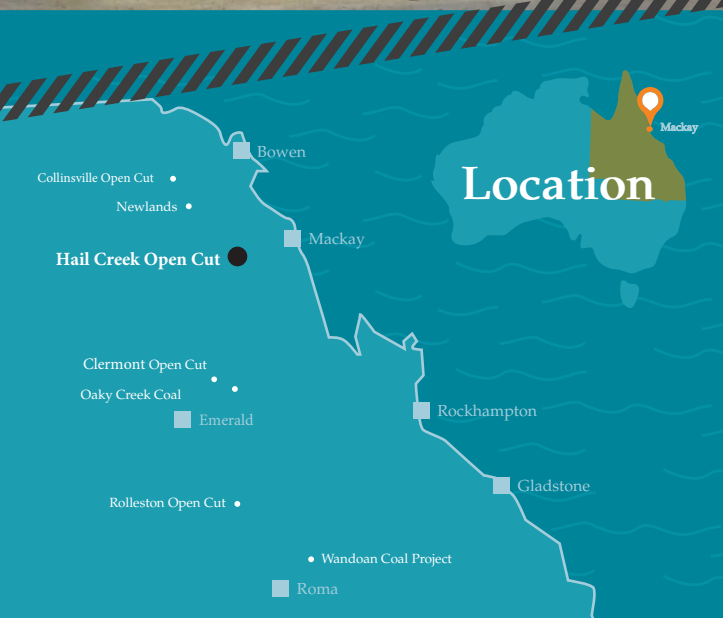 Mackay
Bowen
Location
Collinsville Open Cut
Newlands
Mackay
Hail Creek Open Cut
Clermont Open Cut
Oaky Creek Coal
Rockhampton
Emerald
Gladstone
Rolleston Open Cut
Wandoan Coal Project
Roma